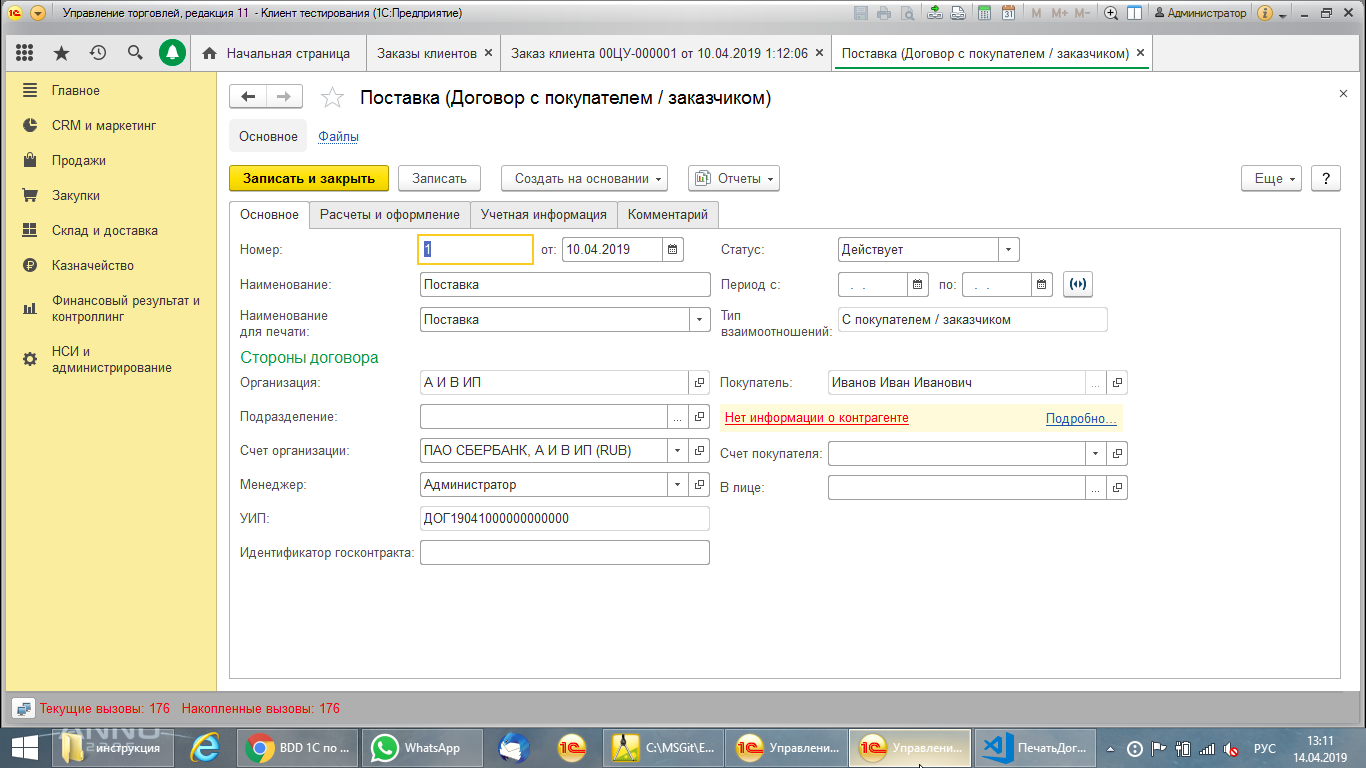 Управление торговлей, редакция 11 - Клиент тестирования (1С:Предприятие)
M M+ M- Администратор
Начальная страница
Заказы клиентов
Заказ клиента 00ЦУ-000001 от 10.04.2019 1:12:06
Поставка (Договор с покупателем / заказчиком)
Главное
CRM и маркетинг
Продажи
Закупки
Склад и доставка
Казначейство
Финансовый результат и
контроллинг
НСИ и
администрирование
Поставка (Договор с покупателем / заказчиком)
Основное Файлы
Записать и закрыть Записать Создать на основании Отчеты Еще ?
Основное Расчеты и оформление Учетная информация Комментарий
Номер: 1 от: 10.04.2019 Статус: Действует
Наименование: Поставка Период с: . . по: . .
Наименование
для печати: Поставка
Тип
взаимоотношений: С покупателем / заказчиком
Стороны договора
Организация: А И В ИП Покупатель: Иванов Иван Иванович ...
Подразделение: ... Нет информации о контрагенте Подробно...
Счет организации: ПАО СБЕРБАНК, А И В ИП (RUB) Счет покупателя:
Менеджер: Администратор В лице: ...
УИП: ДОГ19041000000000000
Идентификатор госконтракта:
Текущие вызовы: 176 Накопленные вызовы: 176
инструкция
BDD 1С по ...
WhatsApp
C:\MSGit\E...
Управлени...
Управлени...
ПечатьДог...
РУС
13:11
14.04.2019